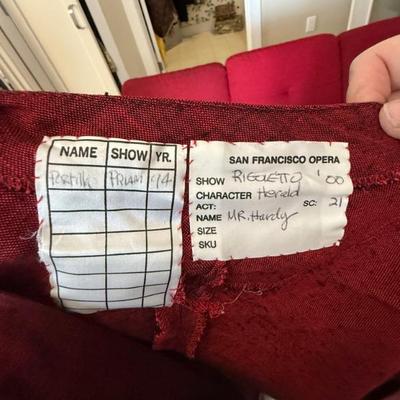 NAME SHOW YR.
PRIAM '14
SAN FRANCISCO OPERA
SHOW RIGOLETTO '00
CHARACTER Herald
ACT: SC: 21
NAME MR. Hardy
SIZE
SKU